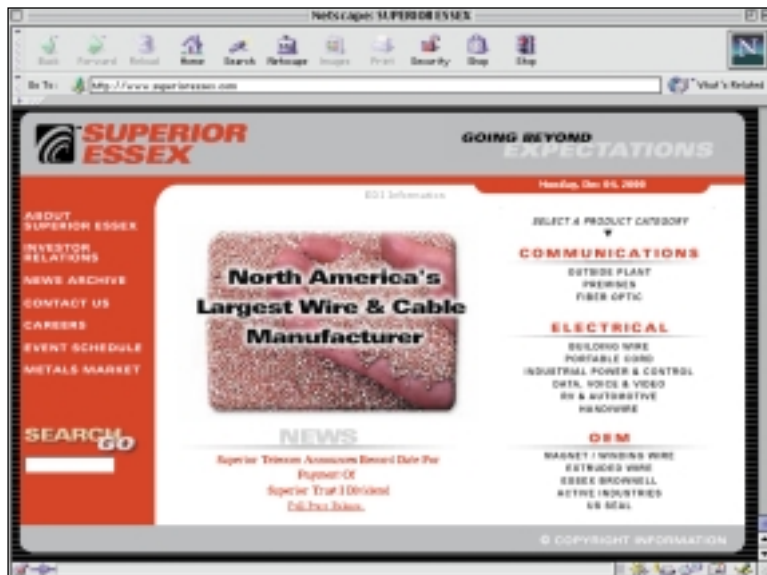 Netscape: SUPERIOR ESSEX
Back Forward Reload Home Search Netscape Images Print Security Shop Stop
Go To: http://www.superioressex.com What's Related
SUPERIOR
ESSEX
GOING BEYOND
EXPECTATIONS
Monday, Dec 04, 2000
EDI Information
ABOUT
SUPERIOR ESSEX
INVESTOR
RELATIONS
NEWS ARCHIVE
CONTACT US
CAREERS
EVENT SCHEDULE
METALS MARKET
SEARCH
GO
North America's
Largest Wire & Cable
Manufacturer
NEWS
Superior Telecom Announces Record Date For
Payment Of
Superior Trust I Dividend
Full Press Release.
SELECT A PRODUCT CATEGORY
COMMUNICATIONS
OUTSIDE PLANT
PREMISES
FIBER OPTIC
ELECTRICAL
BUILDING WIRE
PORTABLE CORD
INDUSTRIAL POWER & CONTROL
DATA, VOICE & VIDEO
RV & AUTOMOTIVE
HANDIWIRE
OEM
MAGNET / WINDING WIRE
EXTRUDED WIRE
ESSEX BROWNELL
ACTIVE INDUSTRIES
US SEAL
© COPYRIGHT INFORMATION